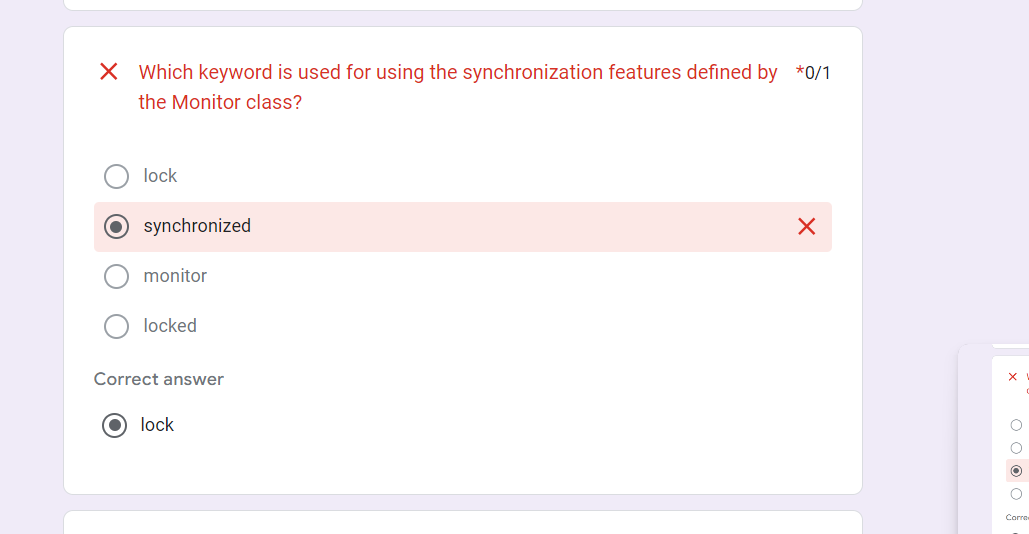 Which keyword is used for using the synchronization features defined by *0/1
the Monitor class?
lock
synchronized
monitor
locked
Correct answer
lock